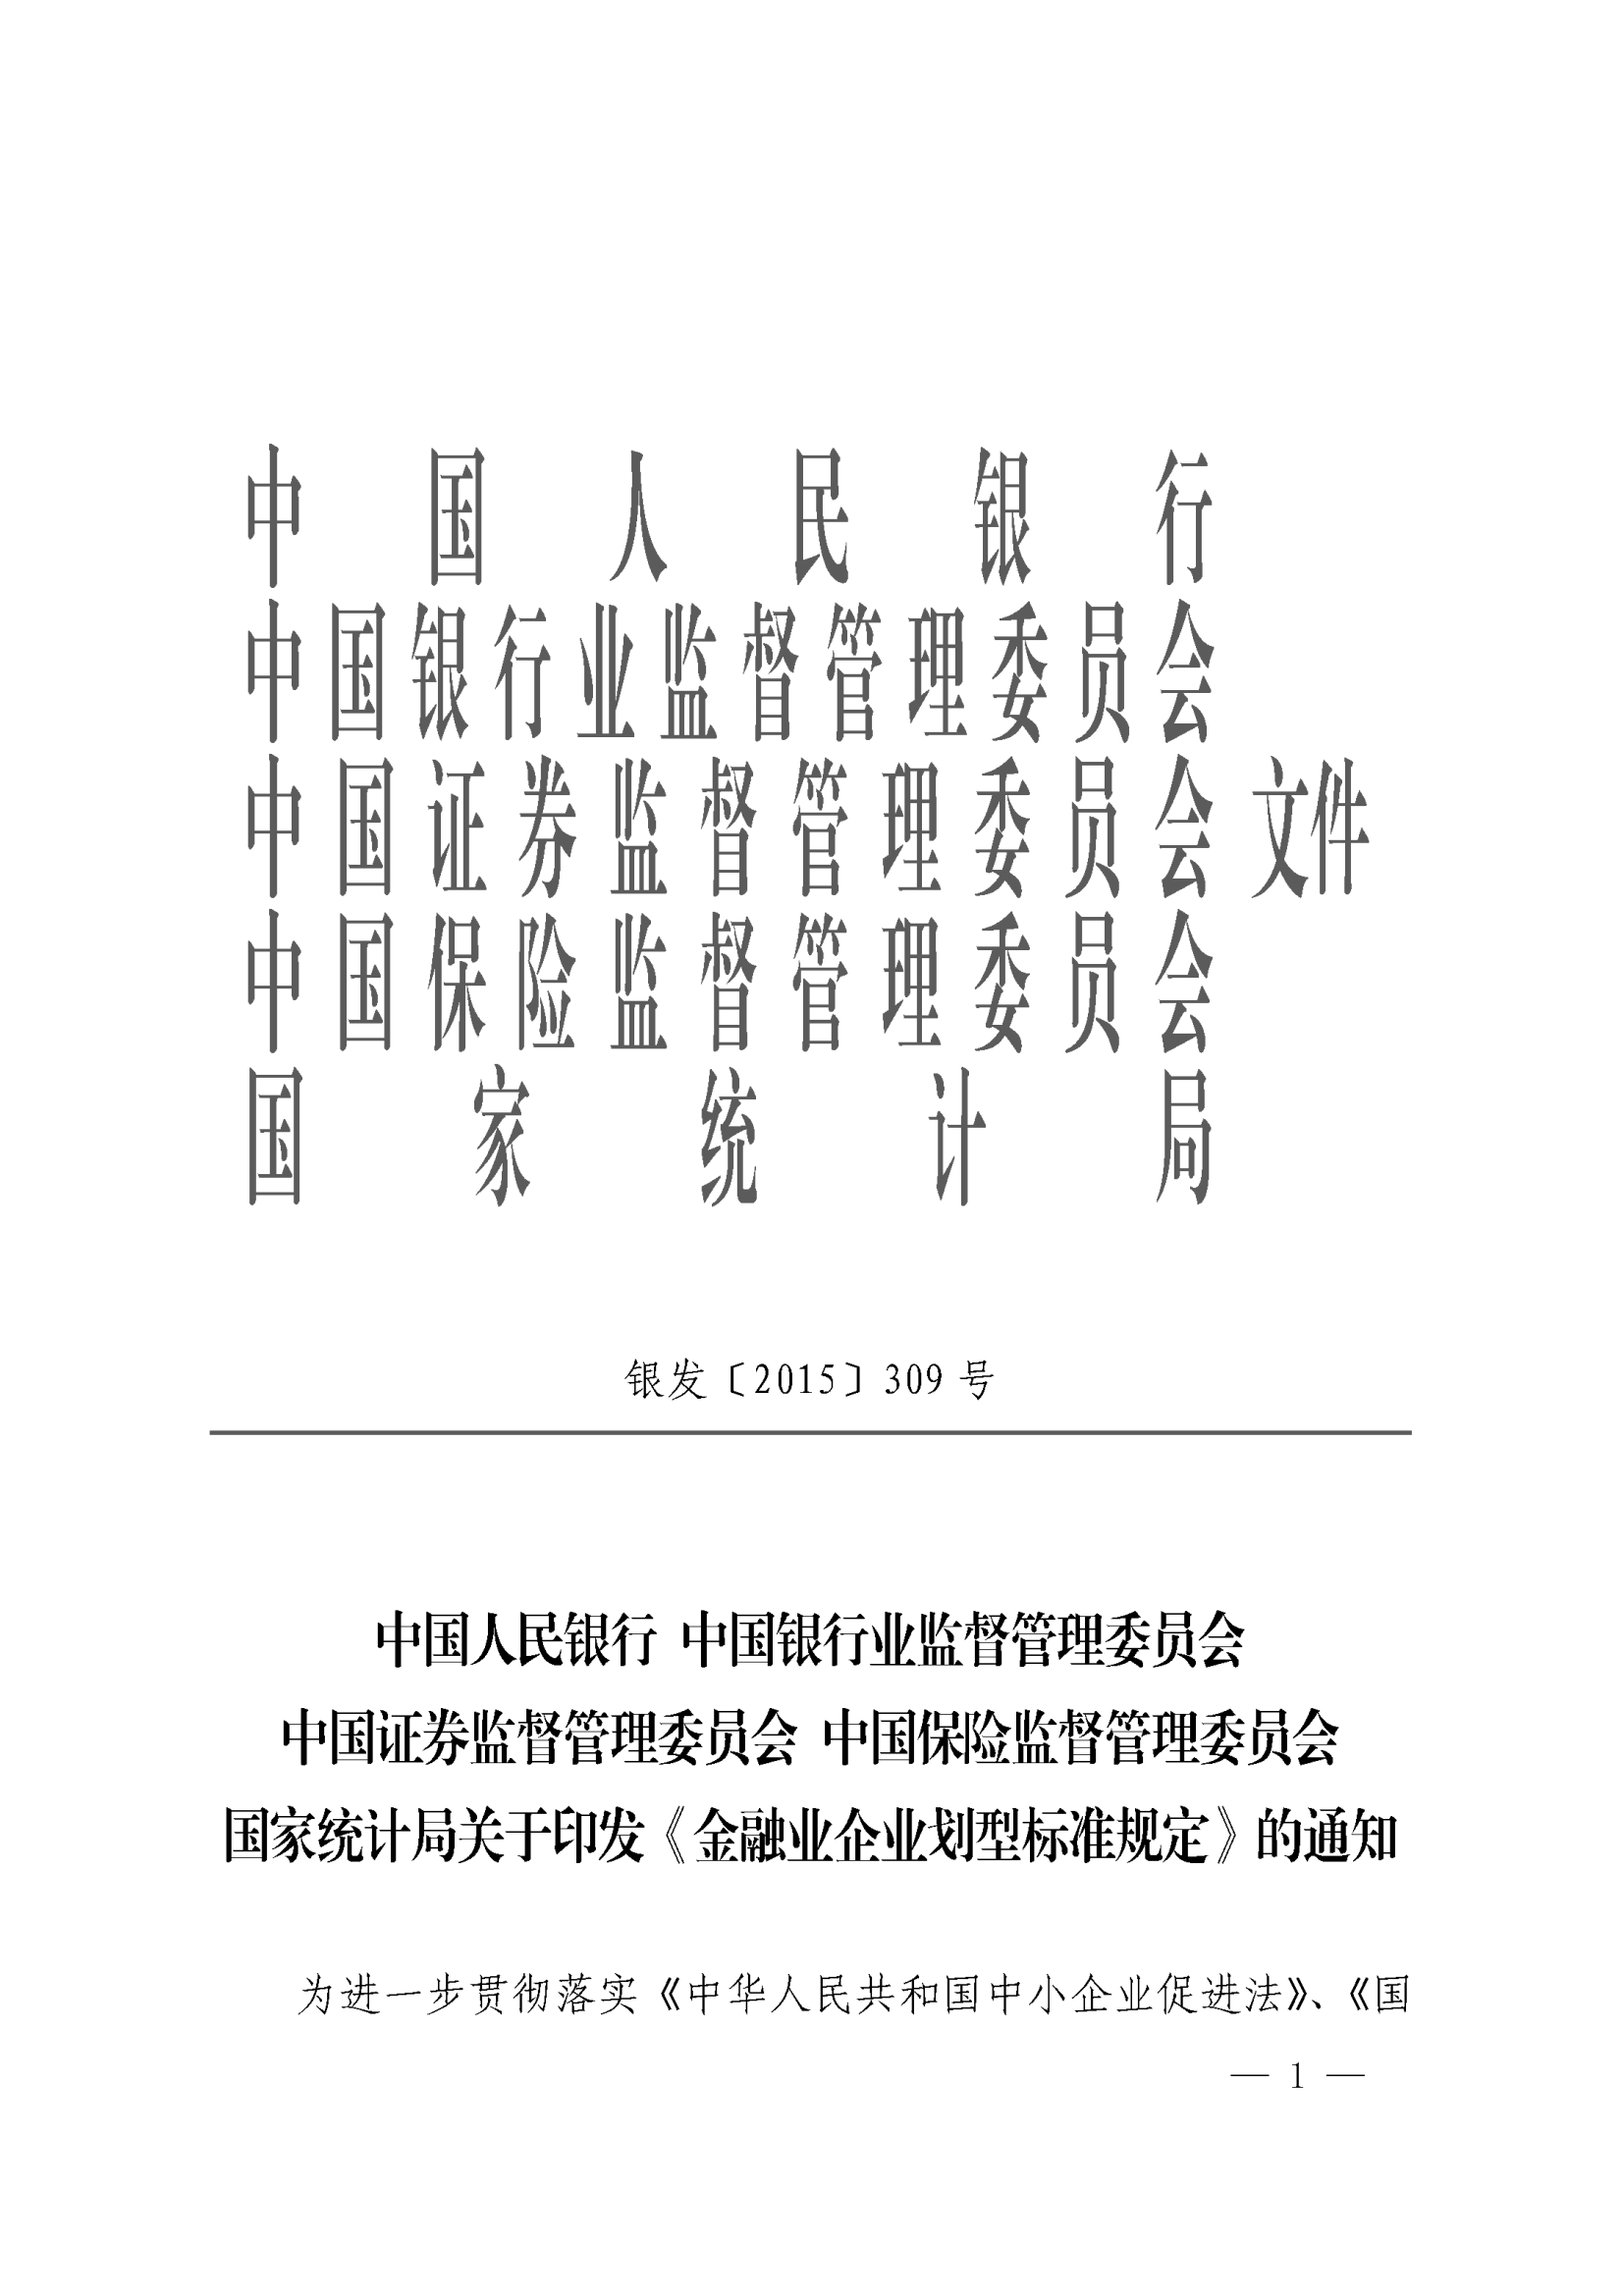 中国人民银行
中国银行业监督管理委员会
中国证券监督管理委员会 文件
中国保险监督管理委员会
国家统计局
银发〔2015〕309 号
中国人民银行 中国银行业监督管理委员会
中国证券监督管理委员会 中国保险监督管理委员会
国家统计局关于印发《金融业企业划型标准规定》的通知
为进一步贯彻落实《中华人民共和国中小企业促进法》、《国
— 1 —